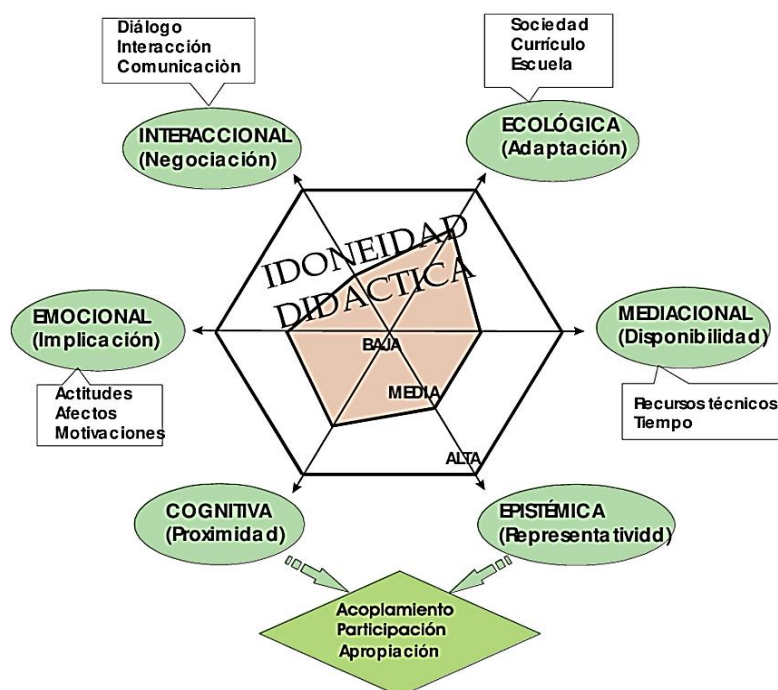 Diálogo
Interacción
Comunicaciòn
Sociedad
Currículo
Escuela
INTERACCIONAL
(Negociación)
ECOLÓGICA
(Adaptación)
IDONEIDAD
DIDACTICA
EMOCIONAL
(Implicación)
MEDIACIONAL
(Disponibilidad)
BAJA
MEDIA
ALTA
Actitudes
Afectos
Motivaciones
Recursos técnicos
Tiempo
COGNITIVA
(Proximidad)
EPISTÉMICA
(Representatividd)
Acoplamiento
Participación
Apropiación